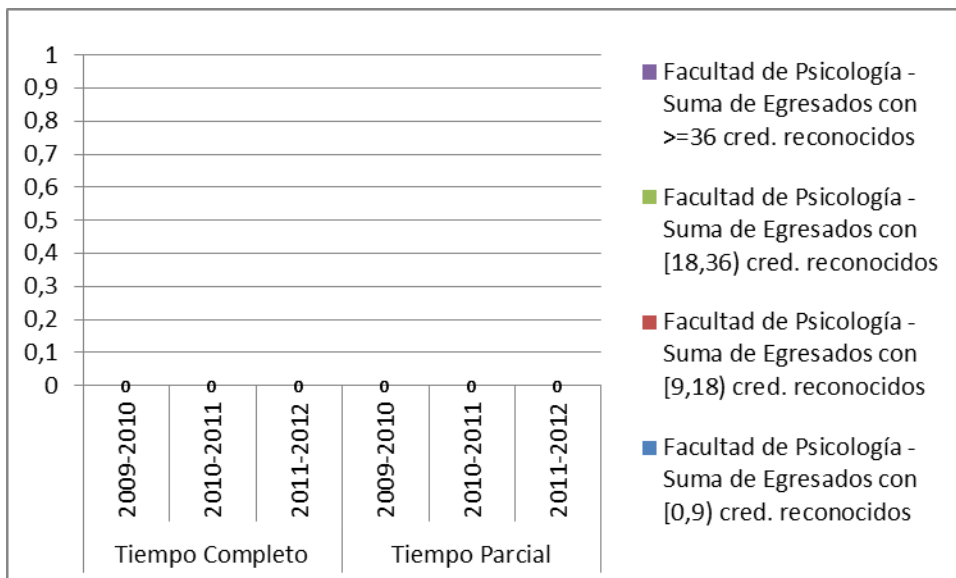 1
0,9
0,8
0,7
0,6
0,5
0,4
0,3
0,2
0,1
0
0 0 0 0 0 0
2009-2010
2010-2011
2011-2012
2009-2010
2010-2011
2011-2012
Tiempo Completo
Tiempo Parcial
Facultad de Psicología -
Suma de Egresados con
>=36 cred. reconocidos
Facultad de Psicología -
Suma de Egresados con
[18,36) cred. reconocidos
Facultad de Psicología -
Suma de Egresados con
[9,18) cred. reconocidos
Facultad de Psicología -
Suma de Egresados con
[0,9) cred. reconocidos